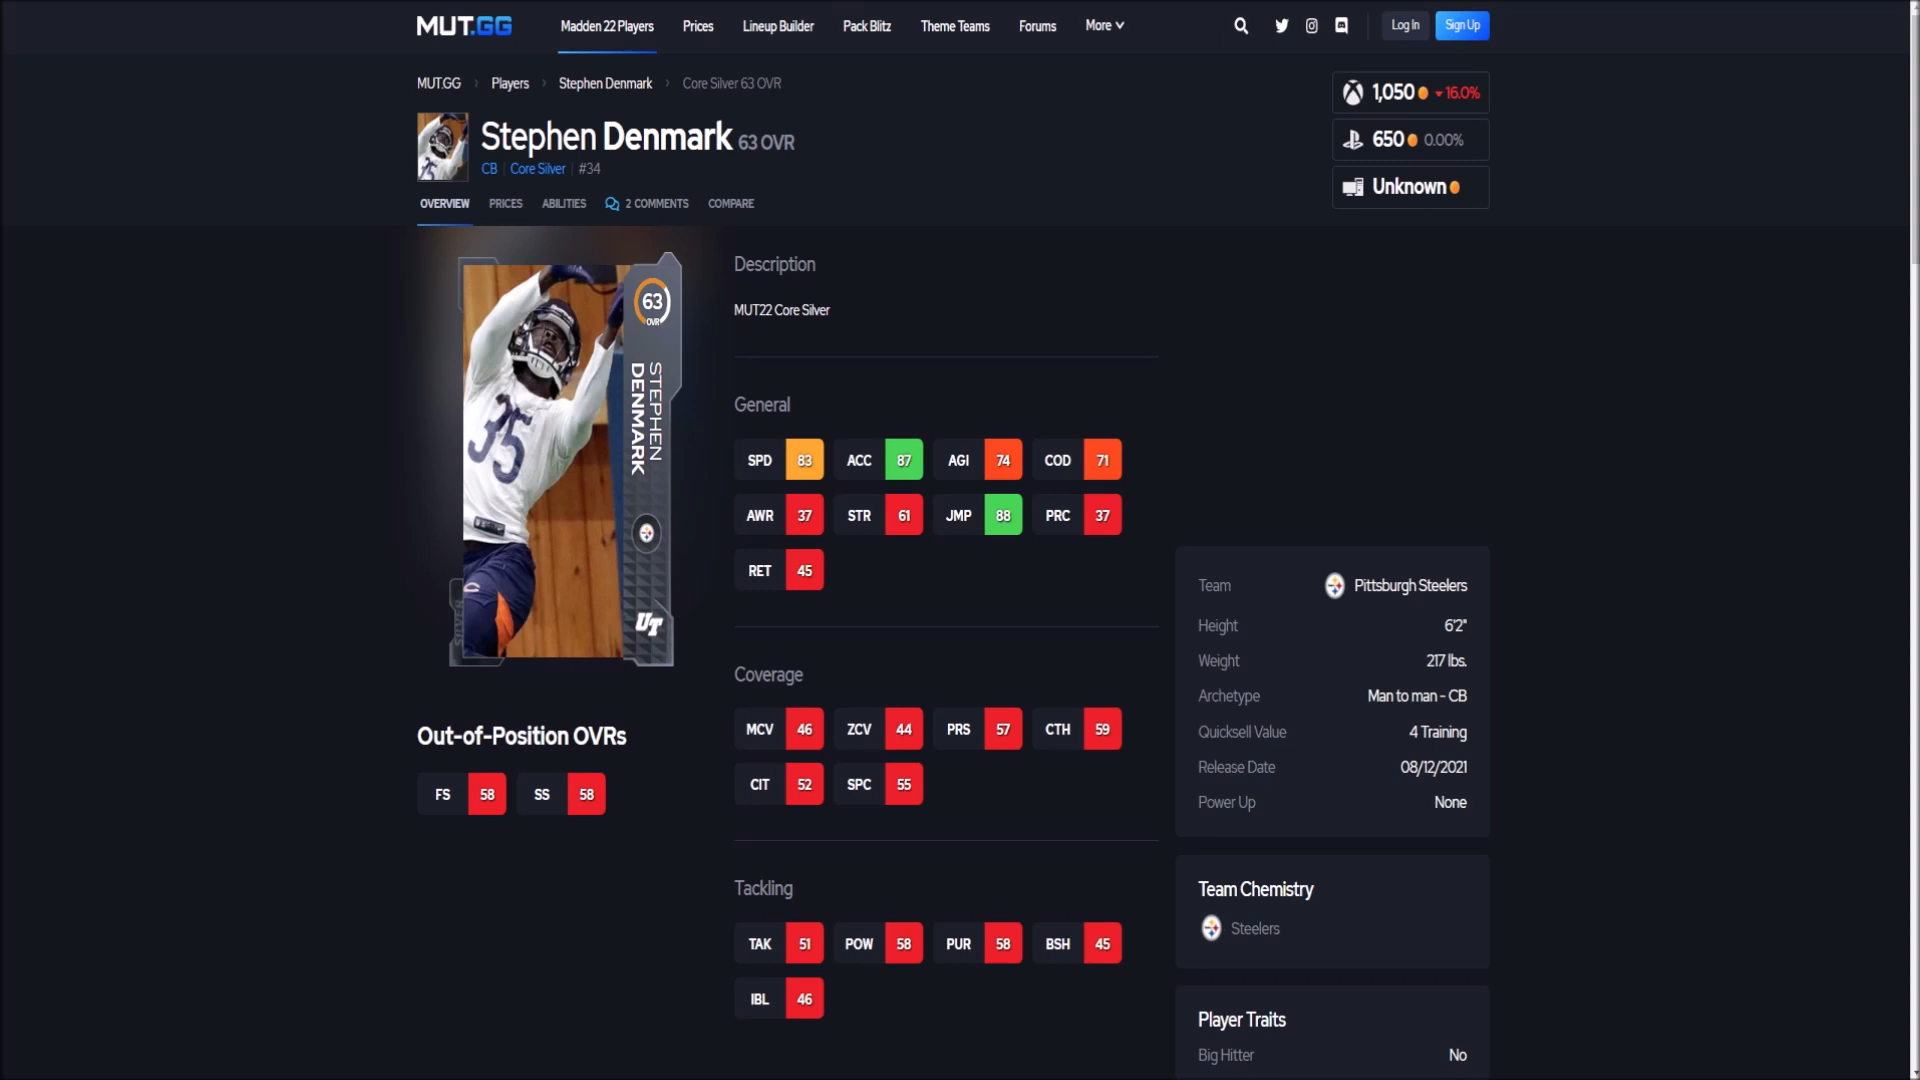 MUT.GG Madden 22 Players Prices Lineup Builder Pack Blitz Theme Teams Forums More Log In Sign Up
MUT.GG Players Stephen Denmark Core Silver 63 OVR
1,050 16.0%
Stephen Denmark 63 OVR
650 0.00%
CB Core Silver #34
Unknown
OVERVIEW PRICES ABILITIES 2 COMMENTS COMPARE
63
OVR
STEPHEN
DENMARK
35
SILVER
UT
Out-of-Position OVRs
FS 58 SS 58
Description
MUT22 Core Silver
General
SPD 83 ACC 87 AGI 74 COD 71
AWR 37 STR 61 JMP 88 PRC 37
RET 45
Coverage
MCV 46 ZCV 44 PRS 57 CTH 59
CIT 52 SPC 55
Tackling
TAK 51 POW 58 PUR 58 BSH 45
IBL 46
Team Pittsburgh Steelers
Height 6'2"
Weight 217 lbs.
Archetype Man to man - CB
Quicksell Value 4 Training
Release Date 08/12/2021
Power Up None
Team Chemistry
Steelers
Player Traits
Big Hitter No